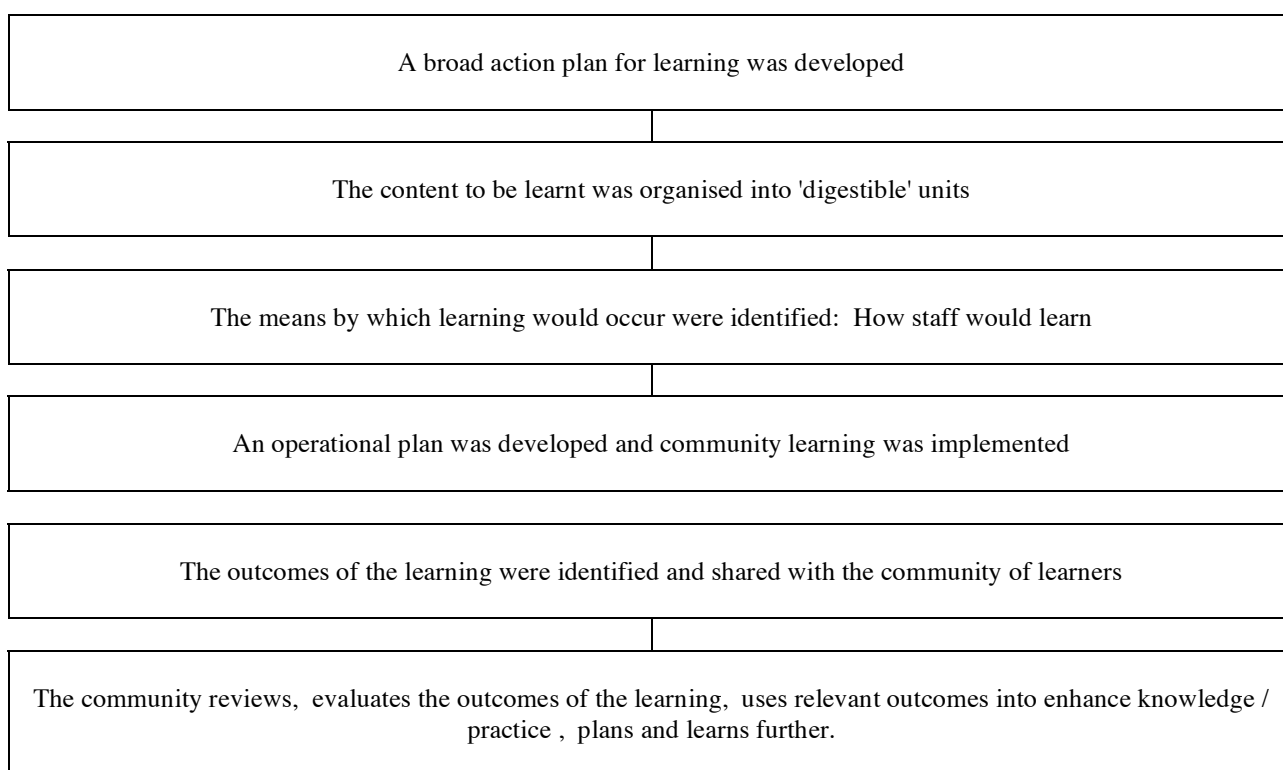 A broad action plan for learning was developed
The content to be learnt was organised into 'digestible' units
The means by which learning would occur were identified:  How staff would learn
An operational plan was developed and community learning was implemented
The outcomes of the learning were identified and shared with the community of learners
The community reviews,  evaluates the outcomes of the learning,  uses relevant outcomes into enhance knowledge /
practice ,  plans and learns further.